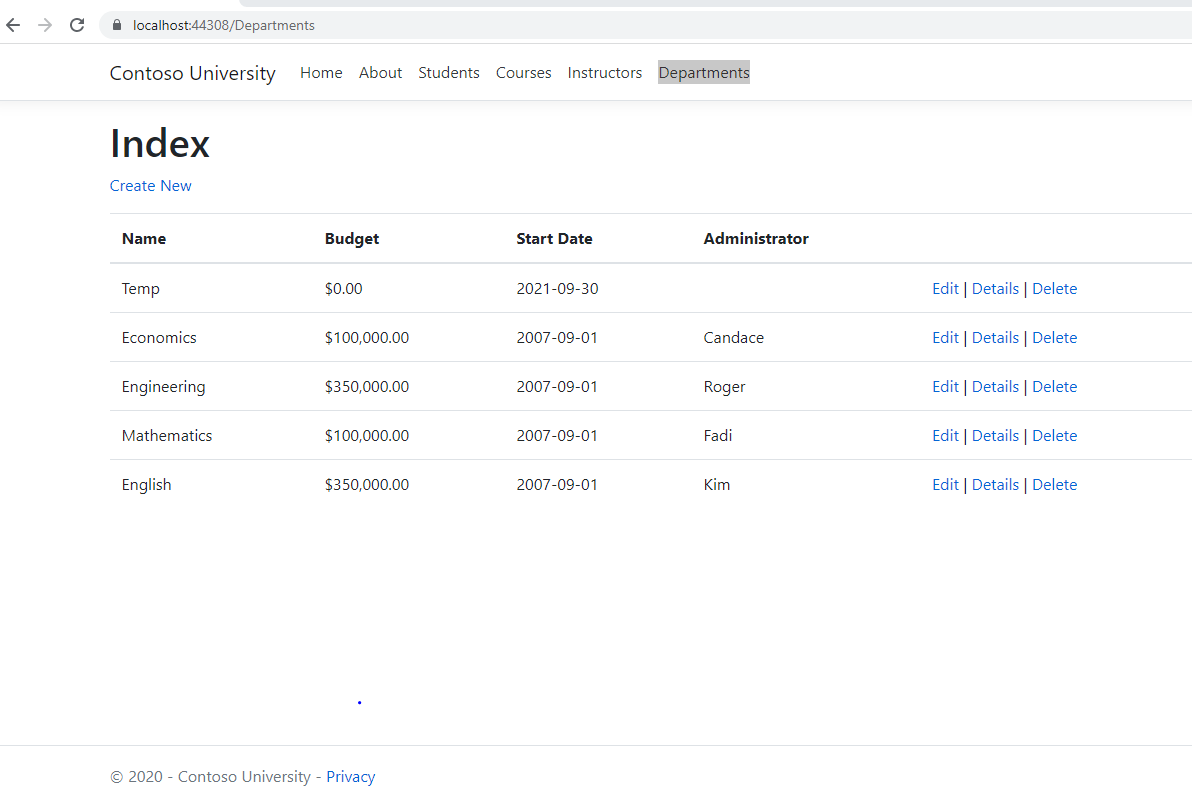 localhost:44308/Departments
Contoso University Home About Students Courses Instructors Departments
Index
Create New
Name Budget Start Date Administrator
Temp $0.00 2021-09-30 Edit | Details | Delete
Economics $100,000.00 2007-09-01 Candace Edit | Details | Delete
Engineering $350,000.00 2007-09-01 Roger Edit | Details | Delete
Mathematics $100,000.00 2007-09-01 Fadi Edit | Details | Delete
English $350,000.00 2007-09-01 Kim Edit | Details | Delete
© 2020 - Contoso University - Privacy